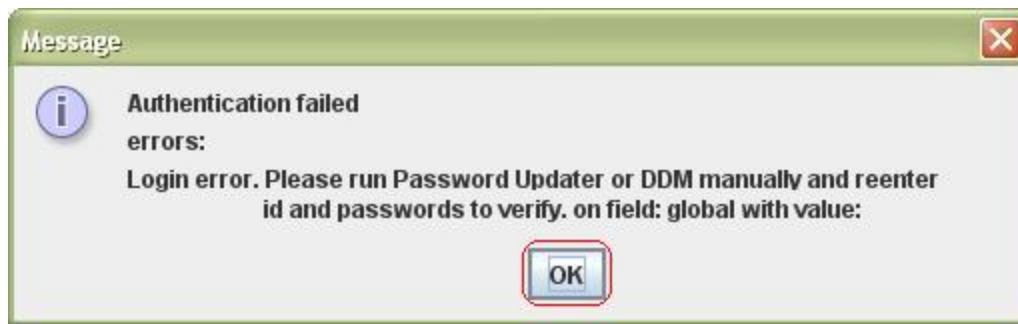 Message
Authentication failed
errors:
Login error. Please run Password Updater or DDM manually and reenter
id and passwords to verify. on field: global with value:
OK